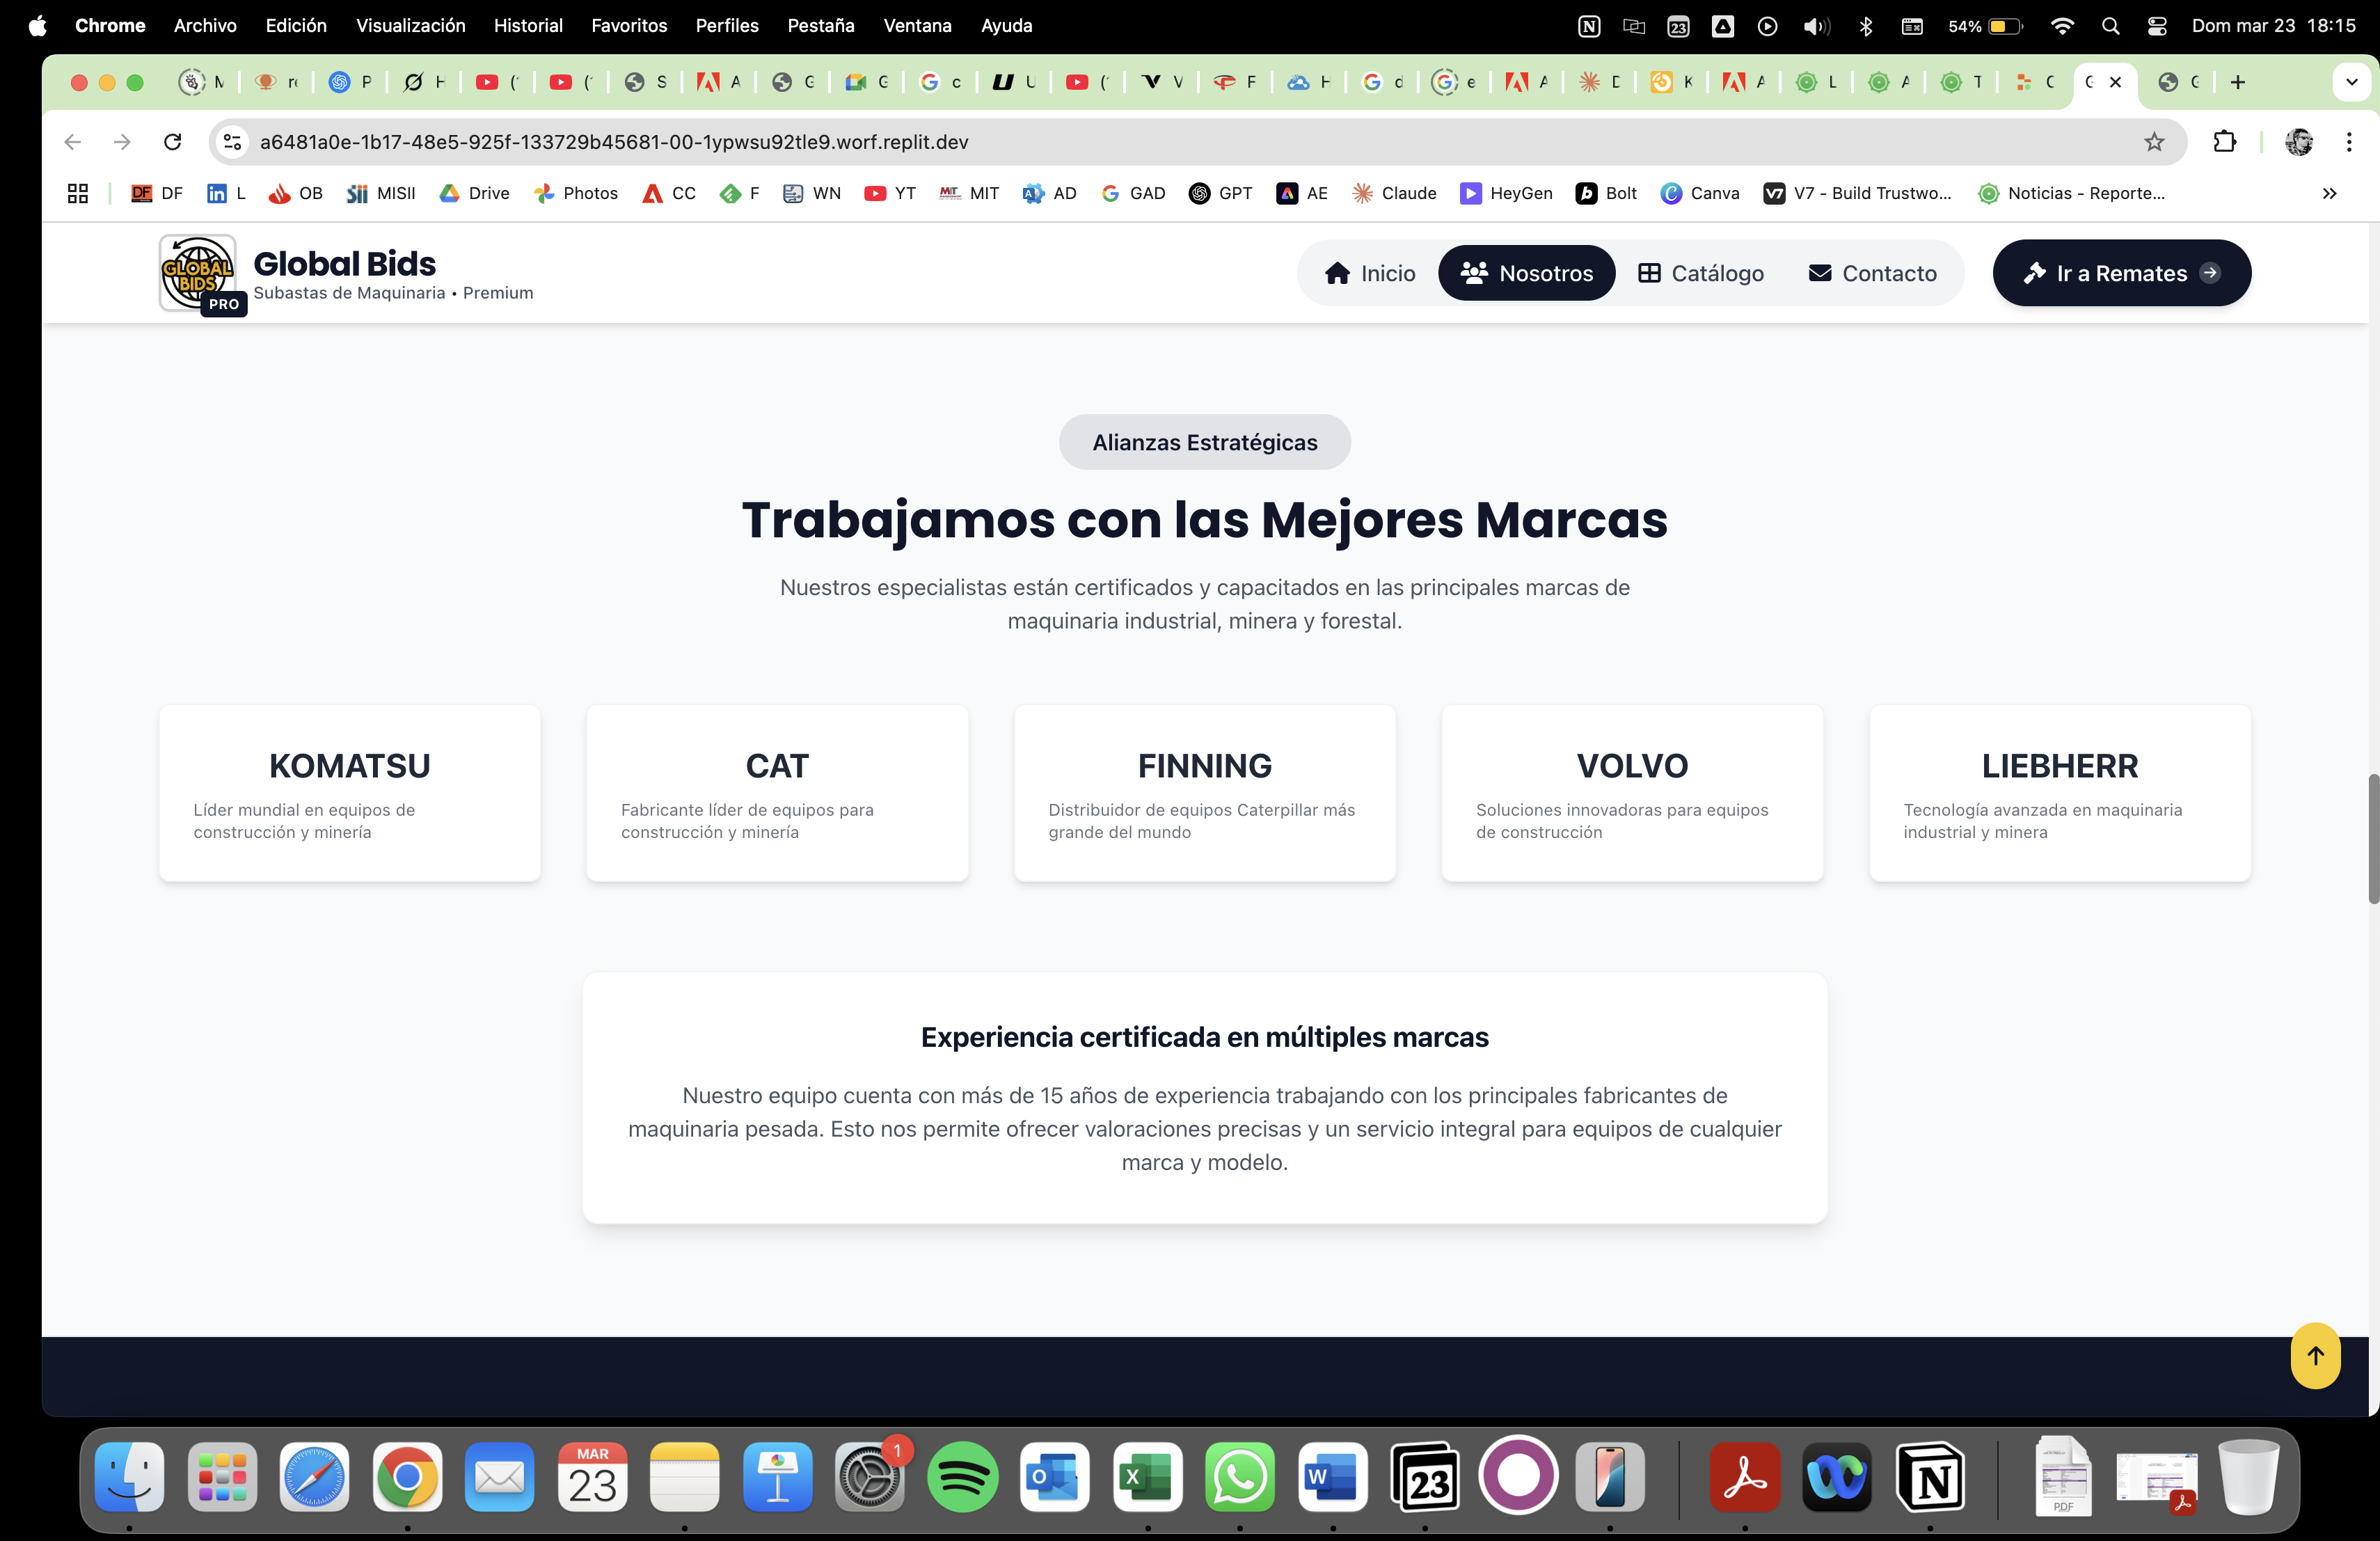 Chrome Archivo Edición Visualización Historial Favoritos Perfiles Pestaña Ventana Ayuda
23 54% Dom mar 23 18:15
a6481a0e-1b17-48e5-925f-133729b45681-00-1ypwsu92tle9.worf.replit.dev
DF DF in L OB Sii MISII Drive Photos CC F WN YT MIT MIT AD GAD GPT AE Claude HeyGen b Bolt Canva V7 V7 - Build Trustwo... Noticias - Reporte...
GLOBAL
BIDS
PRO
Global Bids
Subastas de Maquinaria • Premium
Inicio Nosotros Catálogo Contacto Ir a Remates
Alianzas Estratégicas
Trabajamos con las Mejores Marcas
Nuestros especialistas están certificados y capacitados en las principales marcas de
maquinaria industrial, minera y forestal.
KOMATSU
Líder mundial en equipos de
construcción y minería
CAT
Fabricante líder de equipos para
construcción y minería
FINNING
Distribuidor de equipos Caterpillar más
grande del mundo
VOLVO
Soluciones innovadoras para equipos
de construcción
LIEBHERR
Tecnología avanzada en maquinaria
industrial y minera
Experiencia certificada en múltiples marcas
Nuestro equipo cuenta con más de 15 años de experiencia trabajando con los principales fabricantes de
maquinaria pesada. Esto nos permite ofrecer valoraciones precisas y un servicio integral para equipos de cualquier
marca y modelo.
MAR
23
1
23
PDF